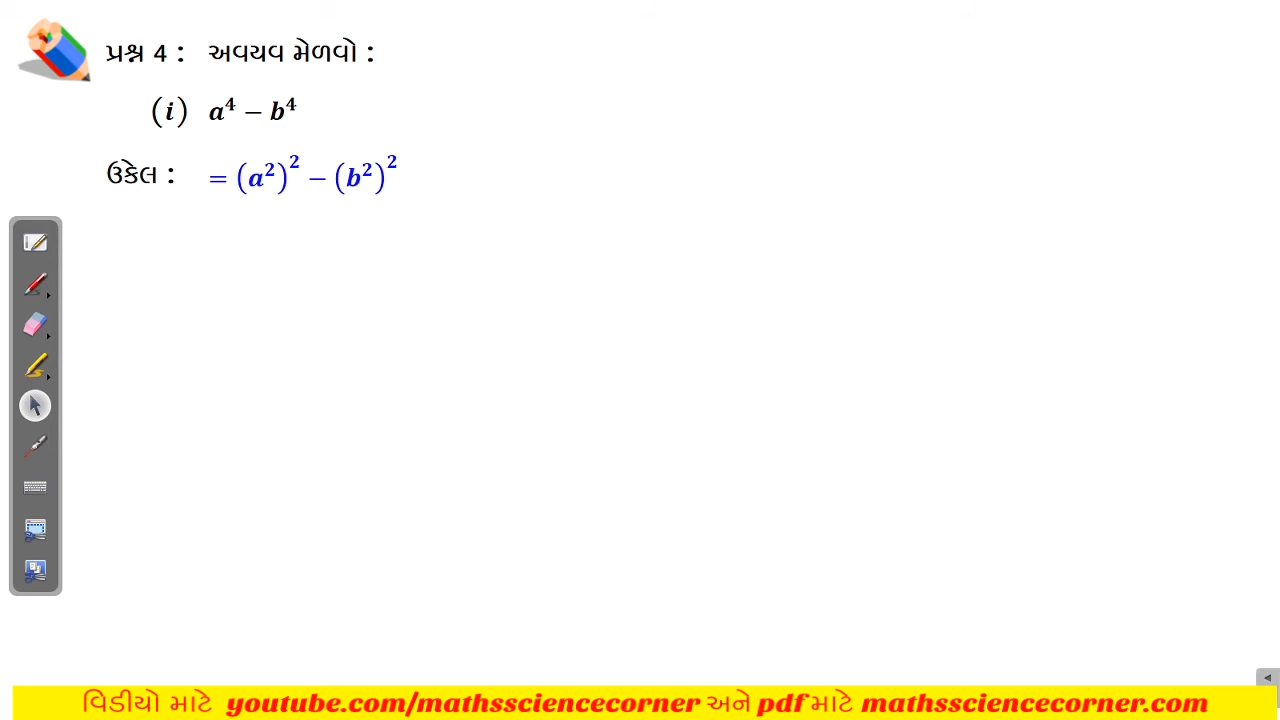 પ્રશ્ન 4 : અવયવ મેળવો :
(i) a⁴ − b⁴
ઉકેલ : = (a²)² − (b²)²
વિડીયો માટે youtube.com/mathssciencecorner અને pdf માટે mathssciencecorner.com